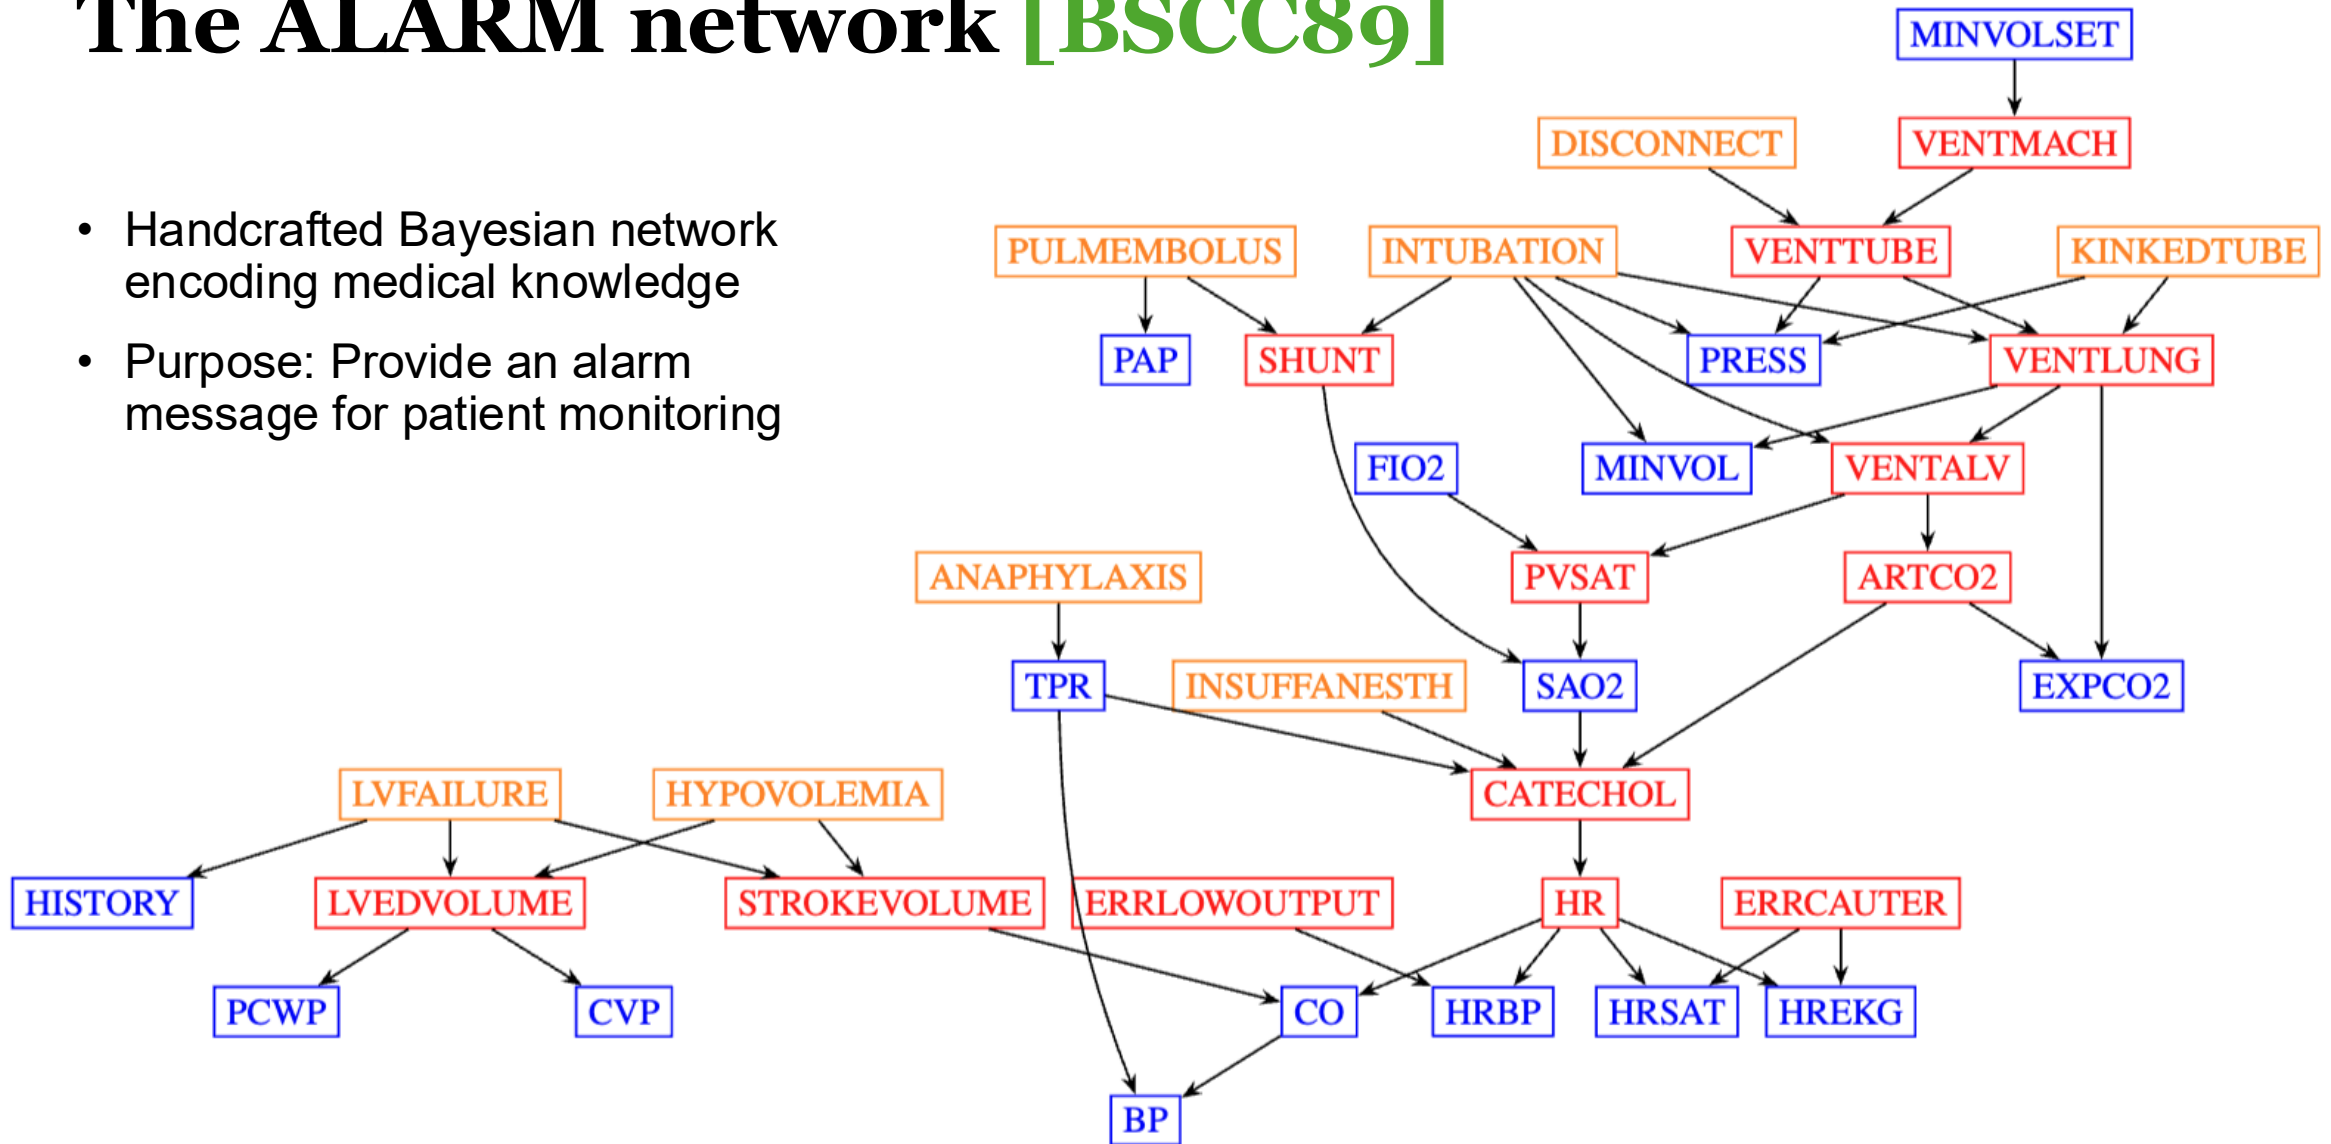 The ALARM network [BSCC89]
• Handcrafted Bayesian network
encoding medical knowledge
• Purpose: Provide an alarm
message for patient monitoring
MINVOLSET
DISCONNECT
VENTMACH
PULMEMBOLUS
INTUBATION
VENTTUBE
KINKEDTUBE
PAP
SHUNT
PRESS
VENTLUNG
FIO2
MINVOL
VENTALV
ANAPHYLAXIS
PVSAT
ARTCO2
TPR
INSUFFANESTH
SAO2
EXPCO2
LVFAILURE
HYPOVOLEMIA
CATECHOL
HISTORY
LVEDVOLUME
STROKEVOLUME
ERRLOWOUTPUT
HR
ERRCAUTER
PCWP
CVP
CO
HRBP
HRSAT
HREKG
BP